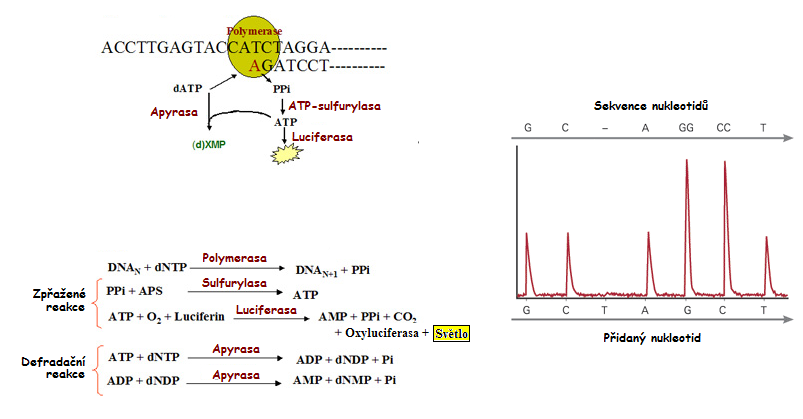 Polymerase
ACCTTGAGTACCATCTAGGA----------
AGATCCT----------
dATP
PPi
Apyrasa
ATP-sulfurylasa
ATP
Luciferasa
(d)XMP
Sekvence nukleotidů
G C – A GG CC T
G C T A G C T
Přidaný nukleotid
Zpřažené reakce
DNAN + dNTP Polymerasa DNAN+1 + PPi
PPi + APS Sulfurylasa ATP
ATP + O2 + Luciferin Luciferasa AMP + PPi + CO2
+ Oxyluciferasa + Světlo
Defradační reakce
ATP + dNTP Apyrasa ADP + dNDP + Pi
ADP + dNDP Apyrasa AMP + dNMP + Pi